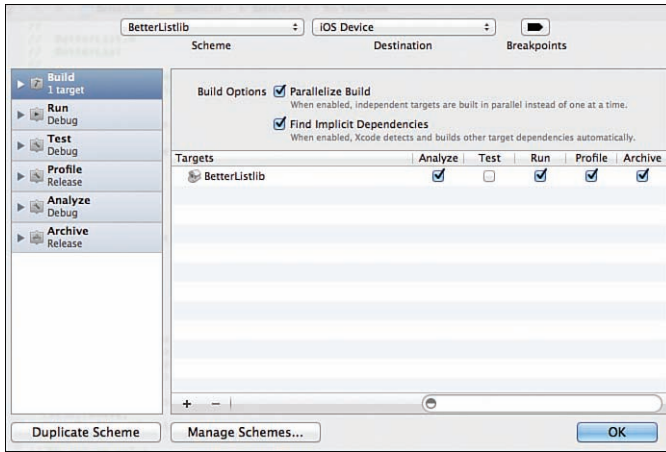 BetterListlib
iOS Device
Scheme
Destination
Breakpoints
Build
1 target
Run
Debug
Test
Debug
Profile
Release
Analyze
Debug
Archive
Release
Build Options
Parallelize Build
When enabled, independent targets are built in parallel instead of one at a time.
Find Implicit Dependencies
When enabled, Xcode detects and builds other target dependencies automatically.
Targets Analyze Test Run Profile Archive
BetterListlib
+ −
Duplicate Scheme
Manage Schemes...
OK